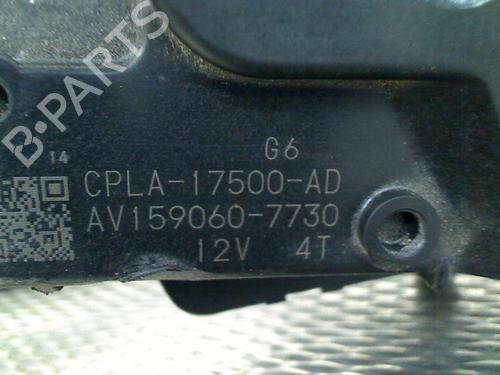 B-PARTS
G6
14
CPLA-17500-AD
AV159060-7730
12V 4T